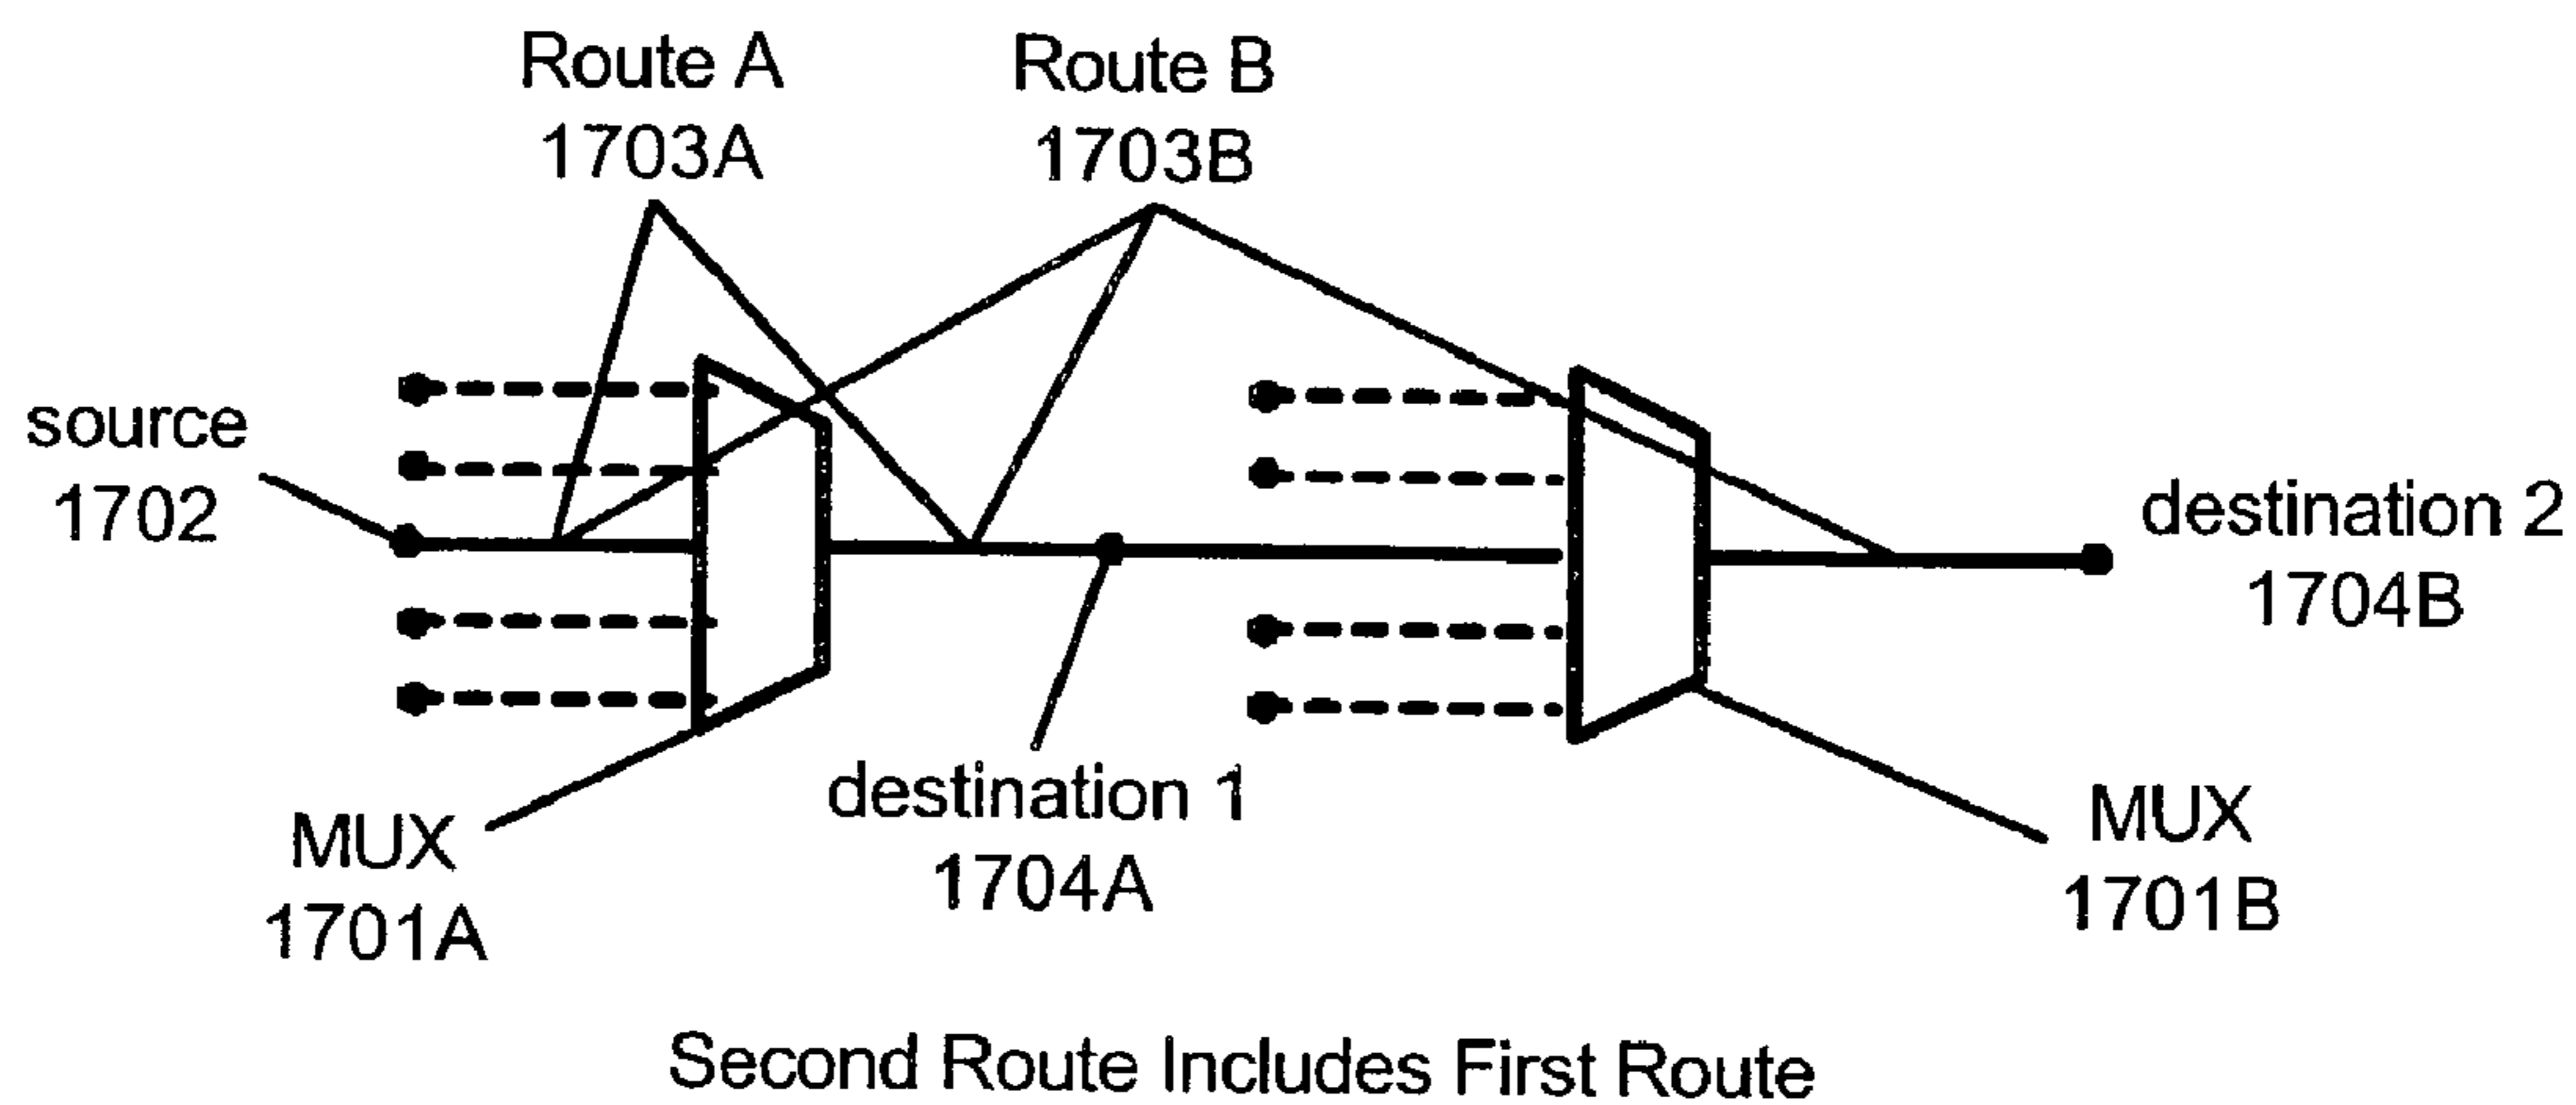 Route A
1703A
Route B
1703B
source
1702
destination 2
1704B
destination 1
1704A
MUX
1701A
MUX
1701B
Second Route Includes First Route